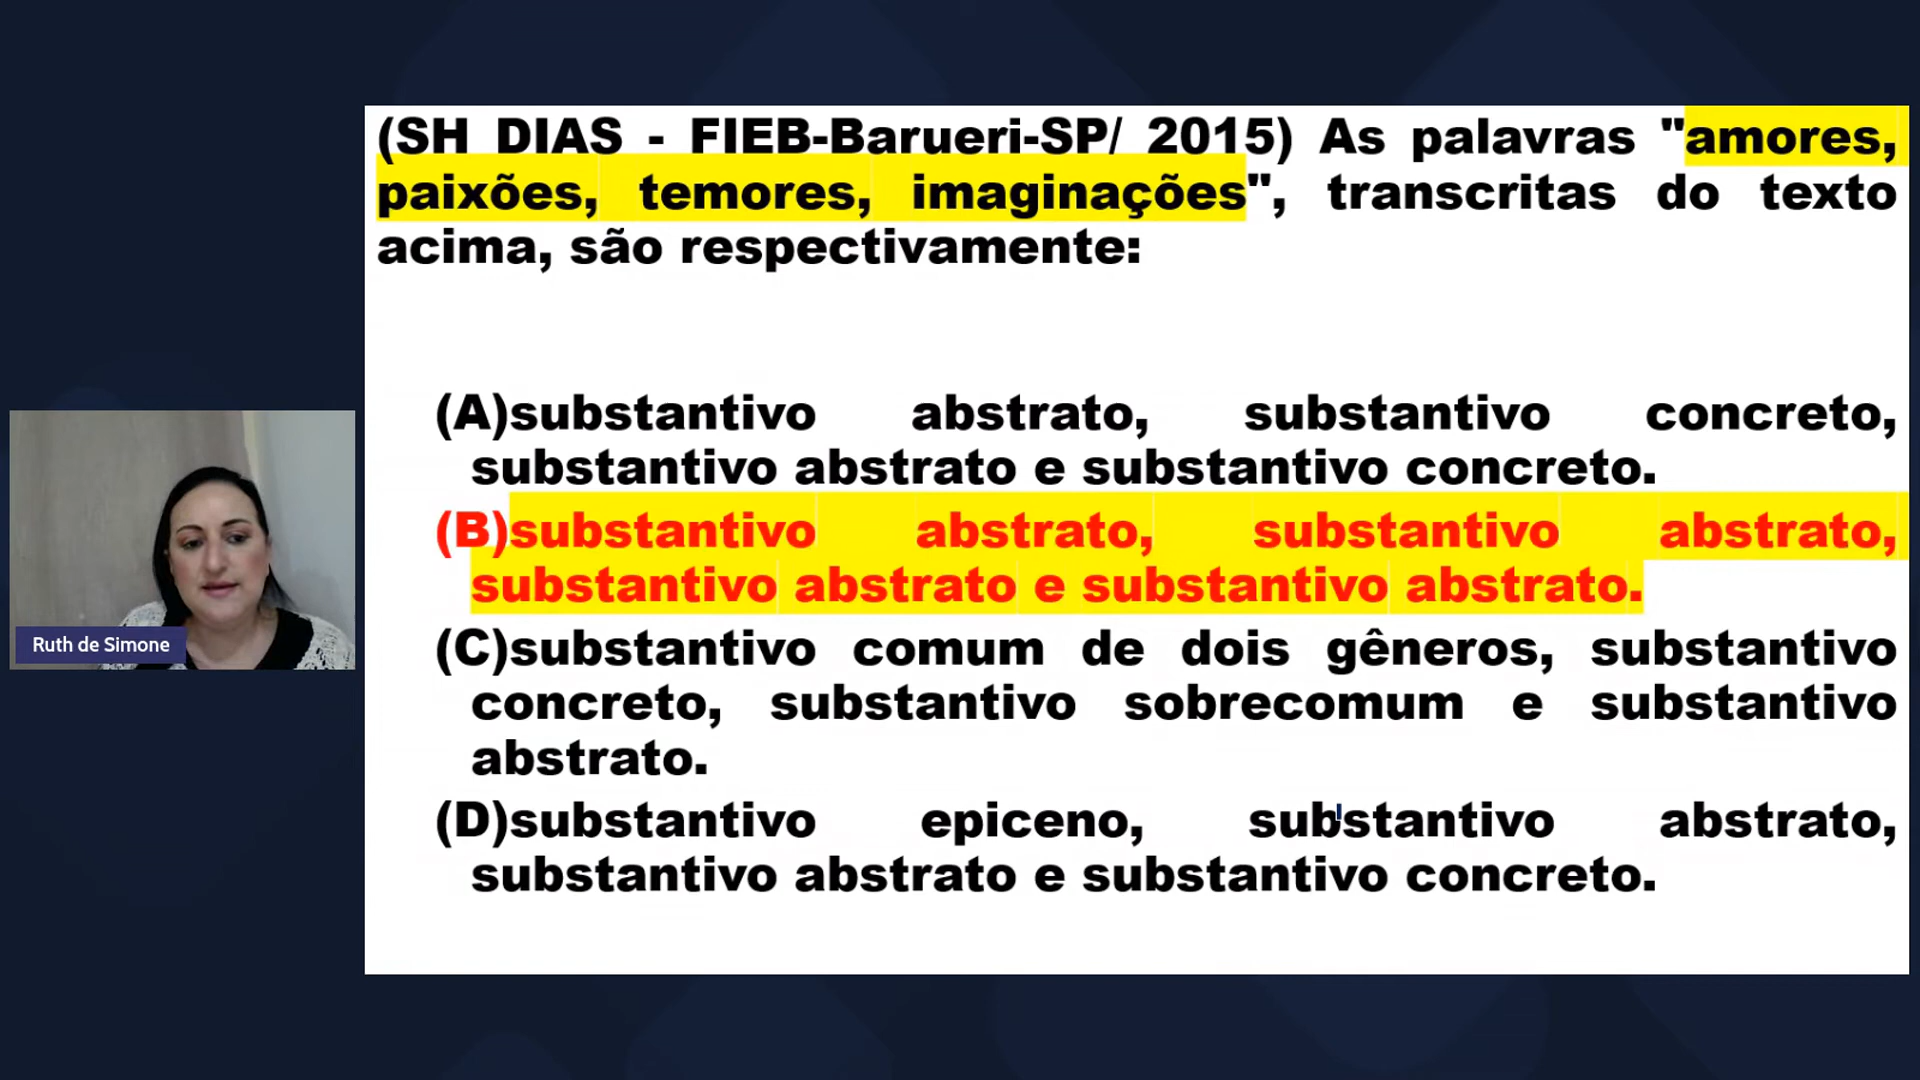 (SH DIAS - FIEB-Barueri-SP/ 2015) As palavras "amores,
paixões, temores, imaginações", transcritas do texto
acima, são respectivamente:
(A)substantivo abstrato, substantivo concreto,
substantivo abstrato e substantivo concreto.
(B)substantivo abstrato, substantivo abstrato,
substantivo abstrato e substantivo abstrato.
(C)substantivo comum de dois gêneros, substantivo
concreto, substantivo sobrecomum e substantivo
abstrato.
(D)substantivo epiceno, substantivo abstrato,
substantivo abstrato e substantivo concreto.
Ruth de Simone